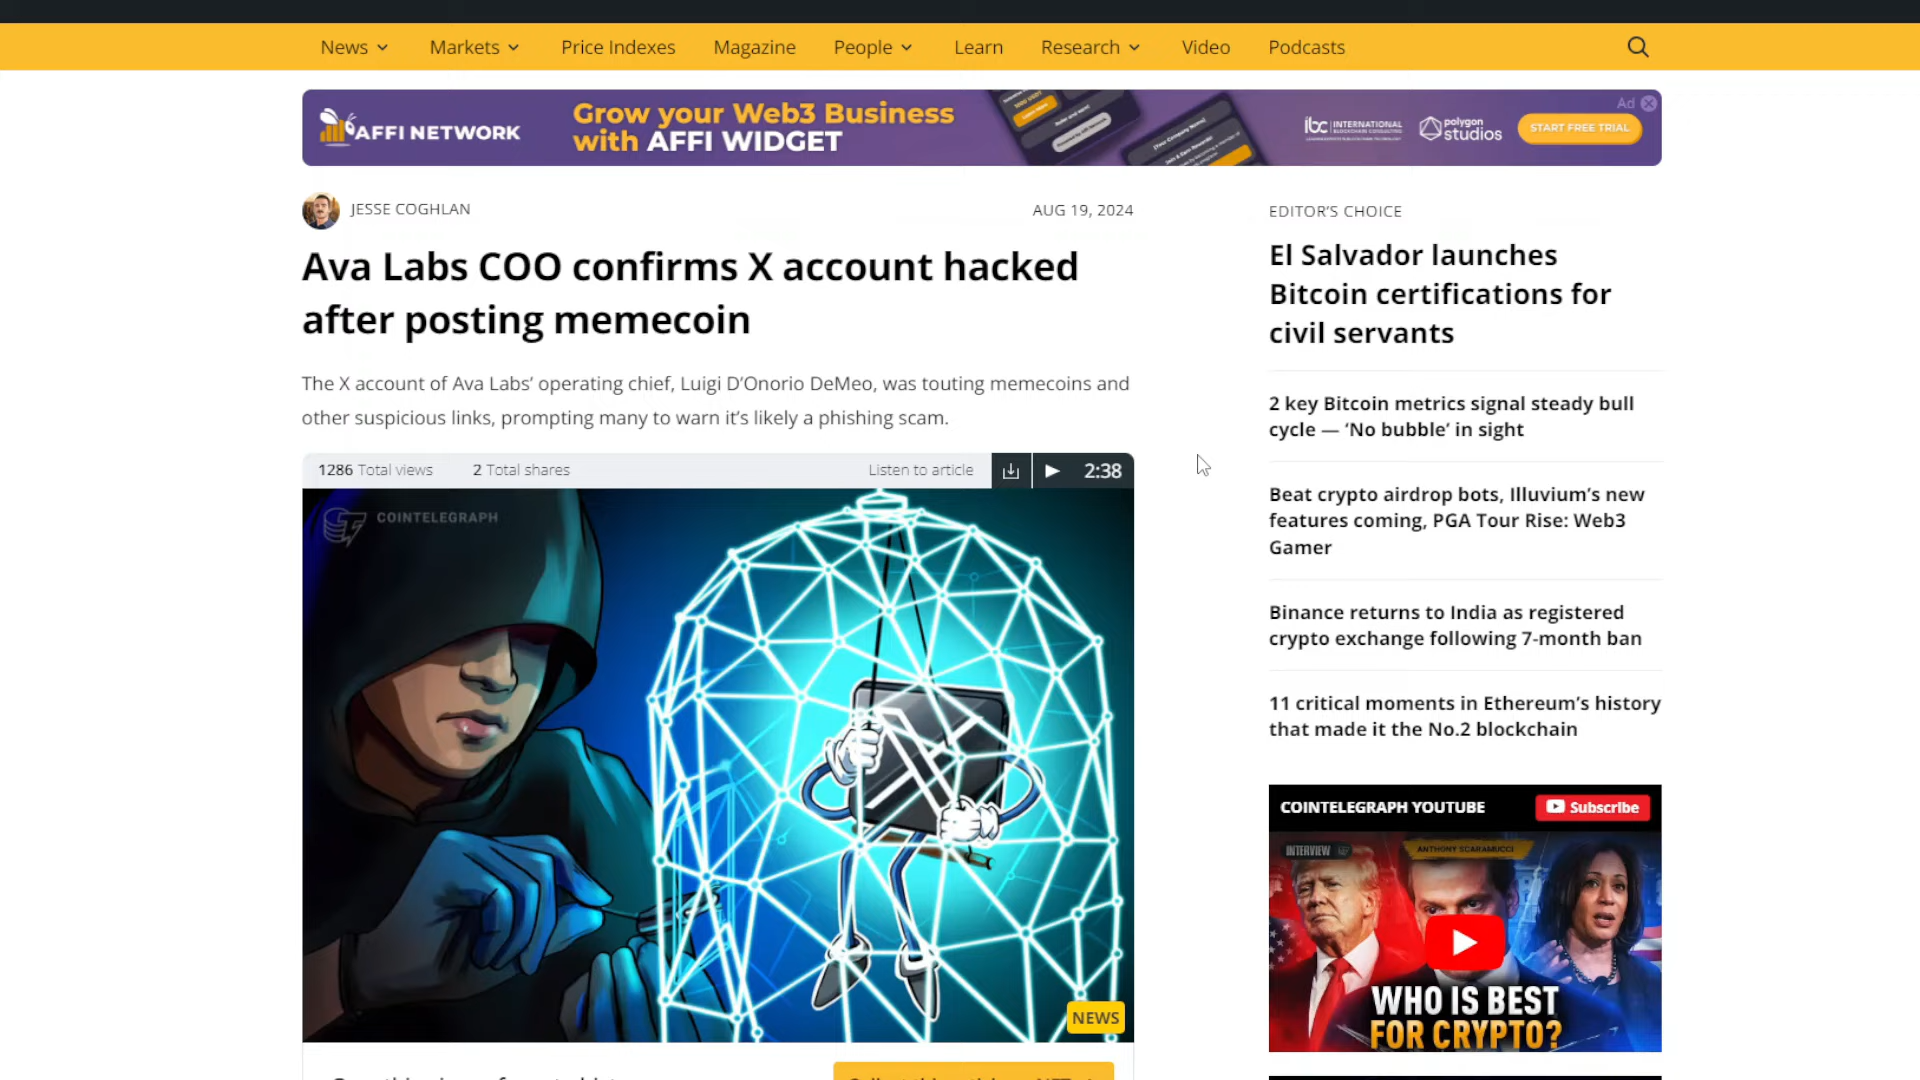 News
Markets
Price Indexes
Magazine
People
Learn
Research
Video
Podcasts
AFFI NETWORK
Grow your Web3 Business
with AFFI WIDGET
ibc INTERNATIONAL
polygon
studios
START FREE TRIAL
Ad
JESSE COGHLAN
AUG 19, 2024
Ava Labs COO confirms X account hacked
after posting memecoin
The X account of Ava Labs’ operating chief, Luigi D’Onorio DeMeo, was touting memecoins and
other suspicious links, prompting many to warn it’s likely a phishing scam.
1286 Total views
2 Total shares
Listen to article
2:38
COINTELEGRAPH
NEWS
EDITOR’S CHOICE
El Salvador launches
Bitcoin certifications for
civil servants
2 key Bitcoin metrics signal steady bull
cycle — ‘No bubble’ in sight
Beat crypto airdrop bots, Illuvium’s new
features coming, PGA Tour Rise: Web3
Gamer
Binance returns to India as registered
crypto exchange following 7-month ban
11 critical moments in Ethereum’s history
that made it the No.2 blockchain
COINTELEGRAPH YOUTUBE
Subscribe
INTERVIEW
ANTHONY SCARAMUCCI
WHO IS BEST
FOR CRYPTO?